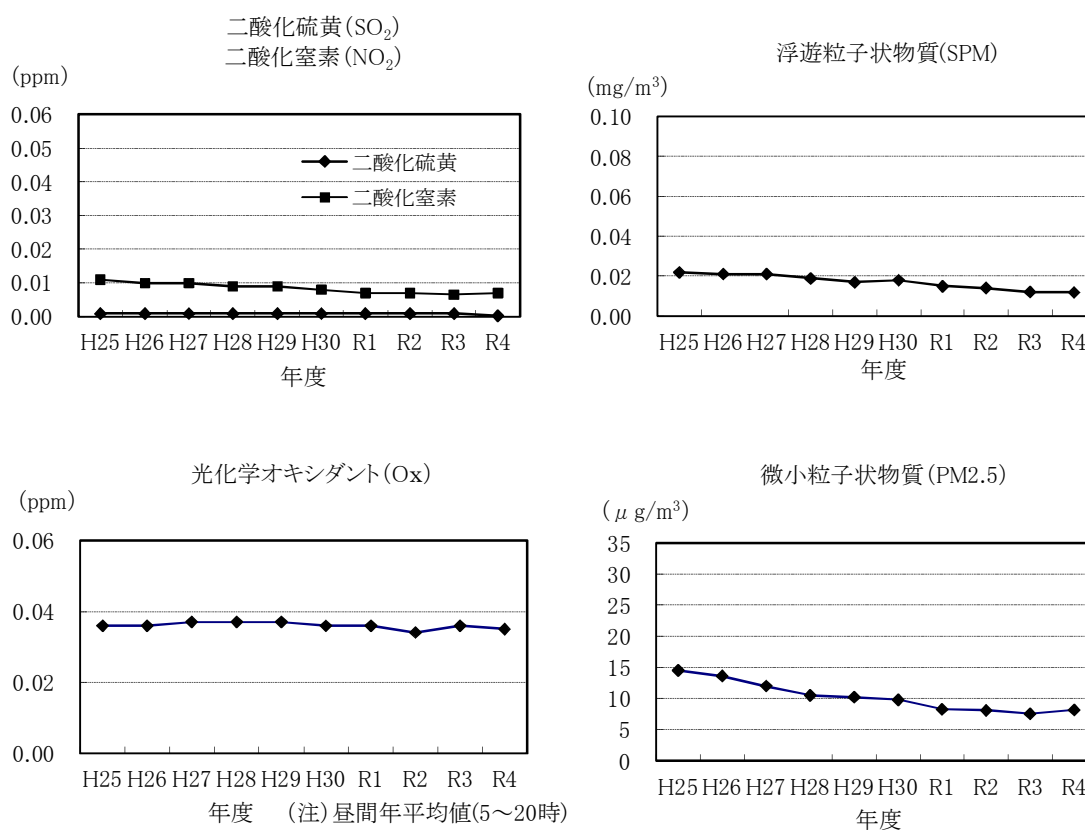 二酸化硫黄(SO₂)
二酸化窒素(NO₂)
(ppm)
0.06
0.05
0.04
0.03
0.02
0.01
0.00
二酸化硫黄
二酸化窒素
H25 H26 H27 H28 H29 H30 R1 R2 R3 R4
年度
浮遊粒子状物質(SPM)
(mg/m³)
0.10
0.08
0.06
0.04
0.02
0.00
H25 H26 H27 H28 H29 H30 R1 R2 R3 R4
年度
光化学オキシダント(Ox)
(ppm)
0.06
0.04
0.02
0.00
H25 H26 H27 H28 H29 H30 R1 R2 R3 R4
年度 (注)昼間年平均値(5〜20時)
微小粒子状物質(PM2.5)
(μg/m³)
35
30
25
20
15
10
5
0
H25 H26 H27 H28 H29 H30 R1 R2 R3 R4
年度